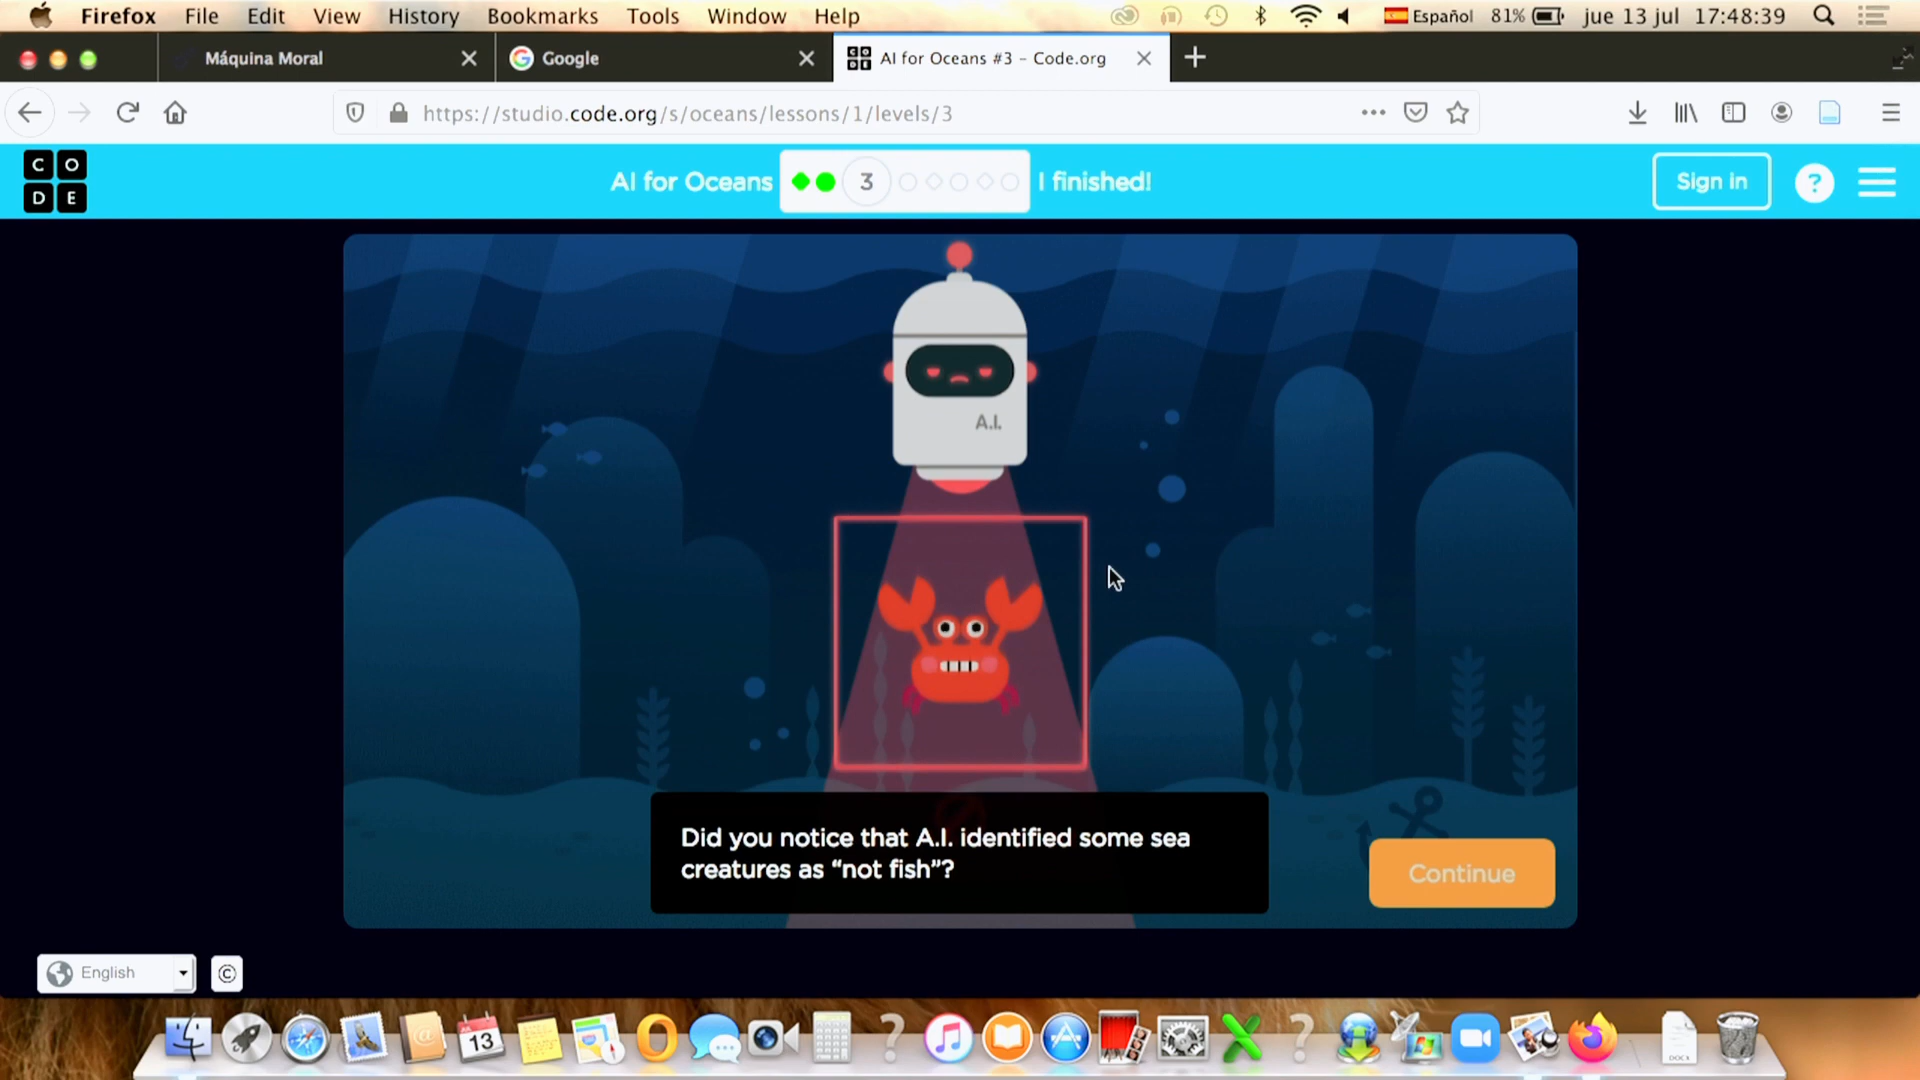 Firefox File Edit View History Bookmarks Tools Window Help Español 81% jue 13 jul 17:48:39
Máquina Moral Google AI for Oceans #3 - Code.org
https://studio.code.org/s/oceans/lessons/1/levels/3
C O
D E
AI for Oceans 3 I finished! Sign in ?
A.I.
Did you notice that A.I. identified some sea
creatures as “not fish”?
Continue
English ©
13
DOCX